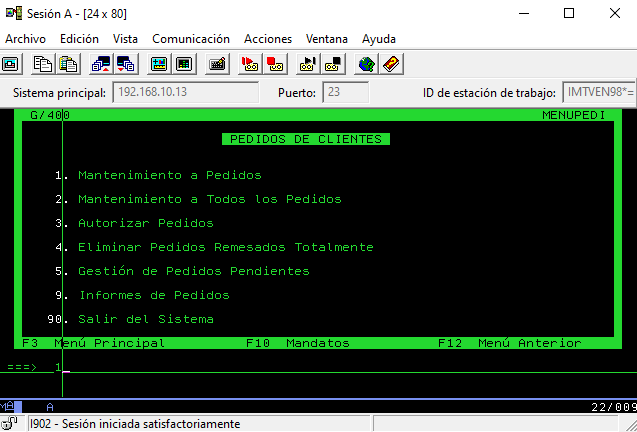 Sesión A - [24 x 80]
Archivo Edición Vista Comunicación Acciones Ventana Ayuda
Sistema principal: 192.168.10.13 Puerto: 23 ID de estación de trabajo: IMTVEN98*=
G/400 MENUPEDI
PEDIDOS DE CLIENTES
1. Mantenimiento a Pedidos
2. Mantenimiento a Todos los Pedidos
3. Autorizar Pedidos
4. Eliminar Pedidos Remesados Totalmente
5. Gestión de Pedidos Pendientes
9. Informes de Pedidos
90. Salir del Sistema
F3 Menú Principal F10 Mandatos F12 Menú Anterior
===> 1
MA A 22/009
I902 - Sesión iniciada satisfactoriamente